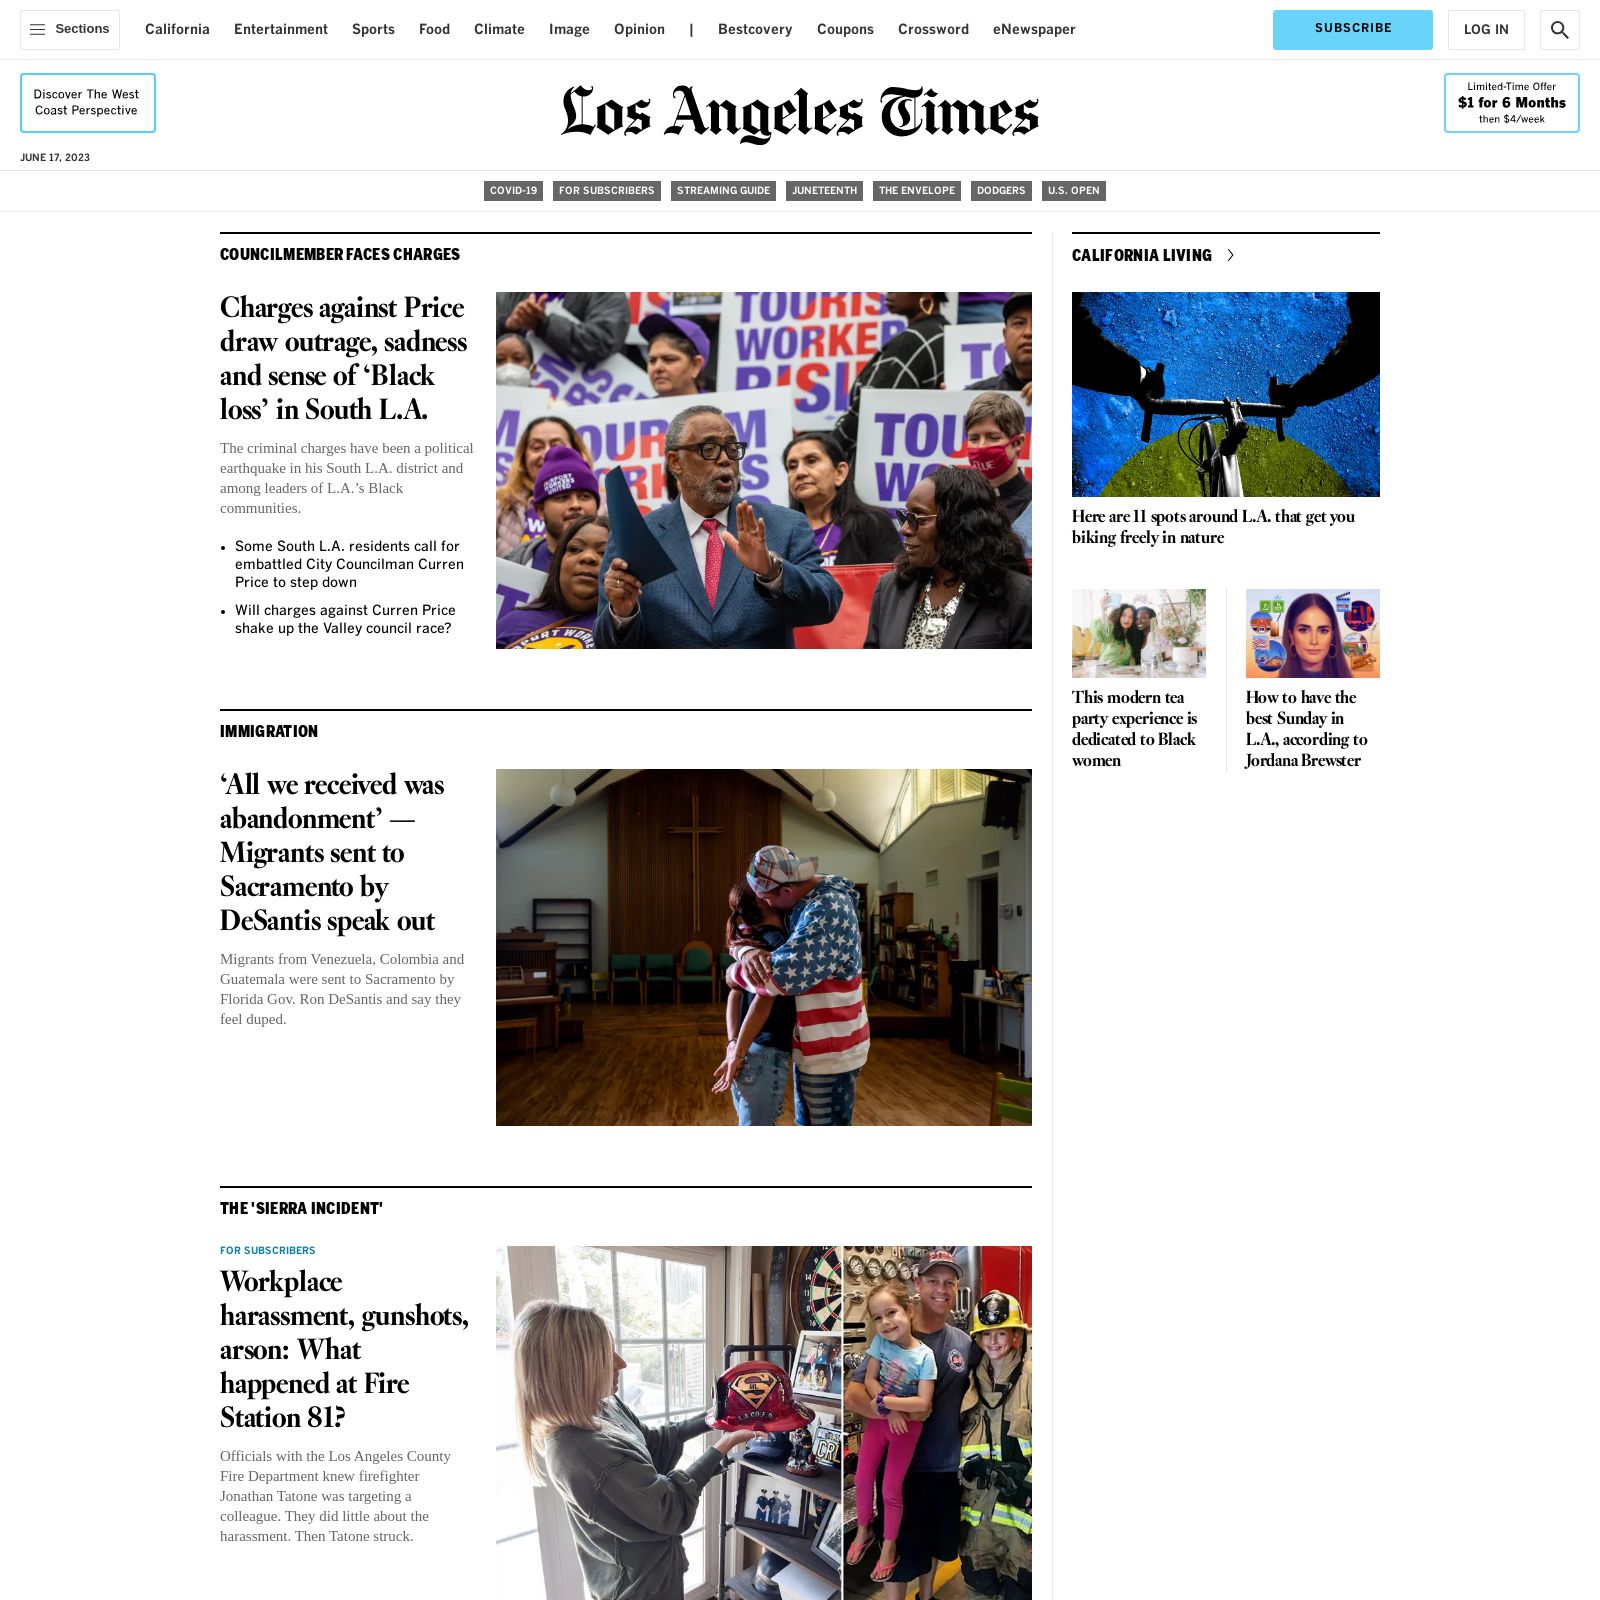 Sections
California
Entertainment
Sports
Food
Climate
Image
Opinion
|
Bestcovery
Coupons
Crossword
eNewspaper
SUBSCRIBE
LOG IN
Discover The West
Coast Perspective
Los Angeles Times
Limited-Time Offer
$1 for 6 Months
then $4/week
JUNE 17, 2023
COVID-19
FOR SUBSCRIBERS
STREAMING GUIDE
JUNETEENTH
THE ENVELOPE
DODGERS
U.S. OPEN
COUNCILMEMBER FACES CHARGES
Charges against Price
draw outrage, sadness
and sense of ‘Black
loss’ in South L.A.
The criminal charges have been a political
earthquake in his South L.A. district and
among leaders of L.A.’s Black
communities.
• Some South L.A. residents call for
embattled City Councilman Curren
Price to step down
• Will charges against Curren Price
shake up the Valley council race?
CALIFORNIA LIVING
Here are 11 spots around L.A. that get you
biking freely in nature
This modern tea
party experience is
dedicated to Black
women
How to have the
best Sunday in
L.A., according to
Jordana Brewster
IMMIGRATION
‘All we received was
abandonment’ —
Migrants sent to
Sacramento by
DeSantis speak out
Migrants from Venezuela, Colombia and
Guatemala were sent to Sacramento by
Florida Gov. Ron DeSantis and say they
feel duped.
THE 'SIERRA INCIDENT'
FOR SUBSCRIBERS
Workplace
harassment, gunshots,
arson: What
happened at Fire
Station 81?
Officials with the Los Angeles County
Fire Department knew firefighter
Jonathan Tatone was targeting a
colleague. They did little about the
harassment. Then Tatone struck.